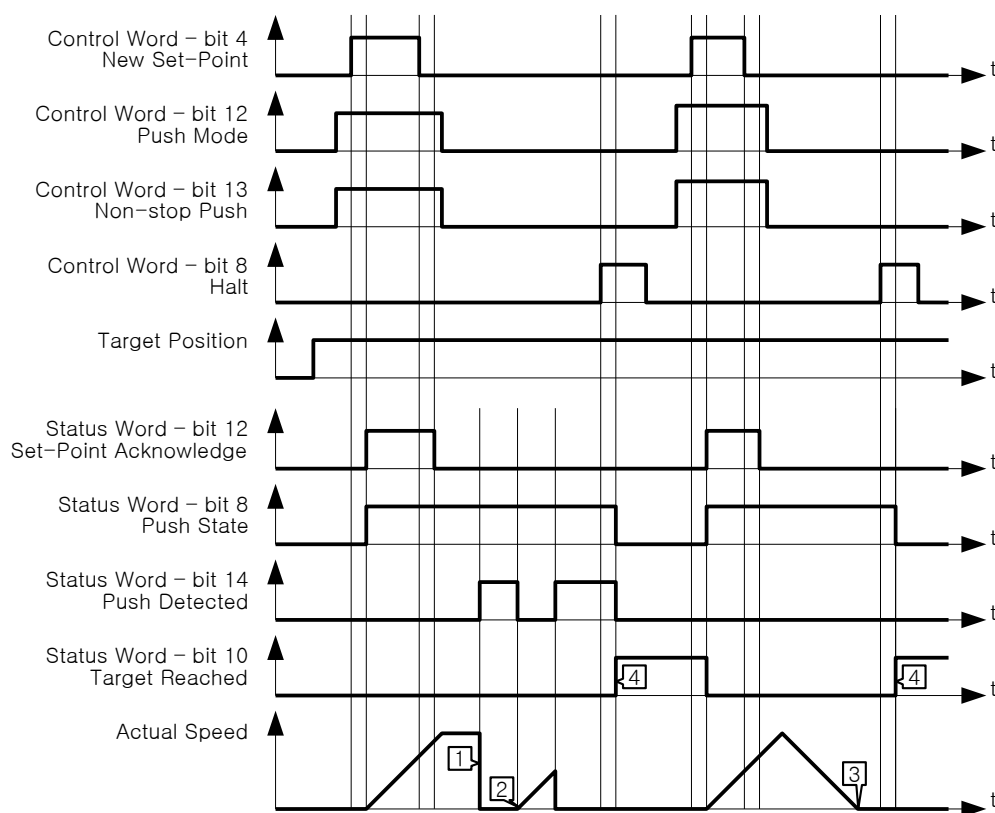 Control Word – bit 4
New Set–Point
t
Control Word – bit 12
Push Mode
t
Control Word – bit 13
Non–stop Push
t
Control Word – bit 8
Halt
t
Target Position
t
Status Word – bit 12
Set–Point Acknowledge
t
Status Word – bit 8
Push State
t
Status Word – bit 14
Push Detected
t
Status Word – bit 10
Target Reached
4
4
t
Actual Speed
1
2
3
t